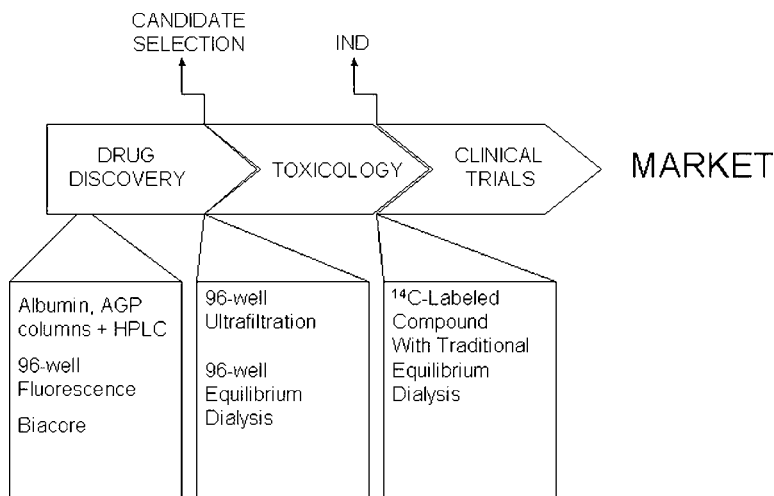 CANDIDATE
SELECTION
IND
DRUG
DISCOVERY
TOXICOLOGY
CLINICAL
TRIALS
MARKET
Albumin, AGP
columns + HPLC
96-well
Fluorescence
Biacore
96-well
Ultrafiltration
96-well
Equilibrium
Dialysis
¹⁴C-Labeled
Compound
With Traditional
Equilibrium
Dialysis